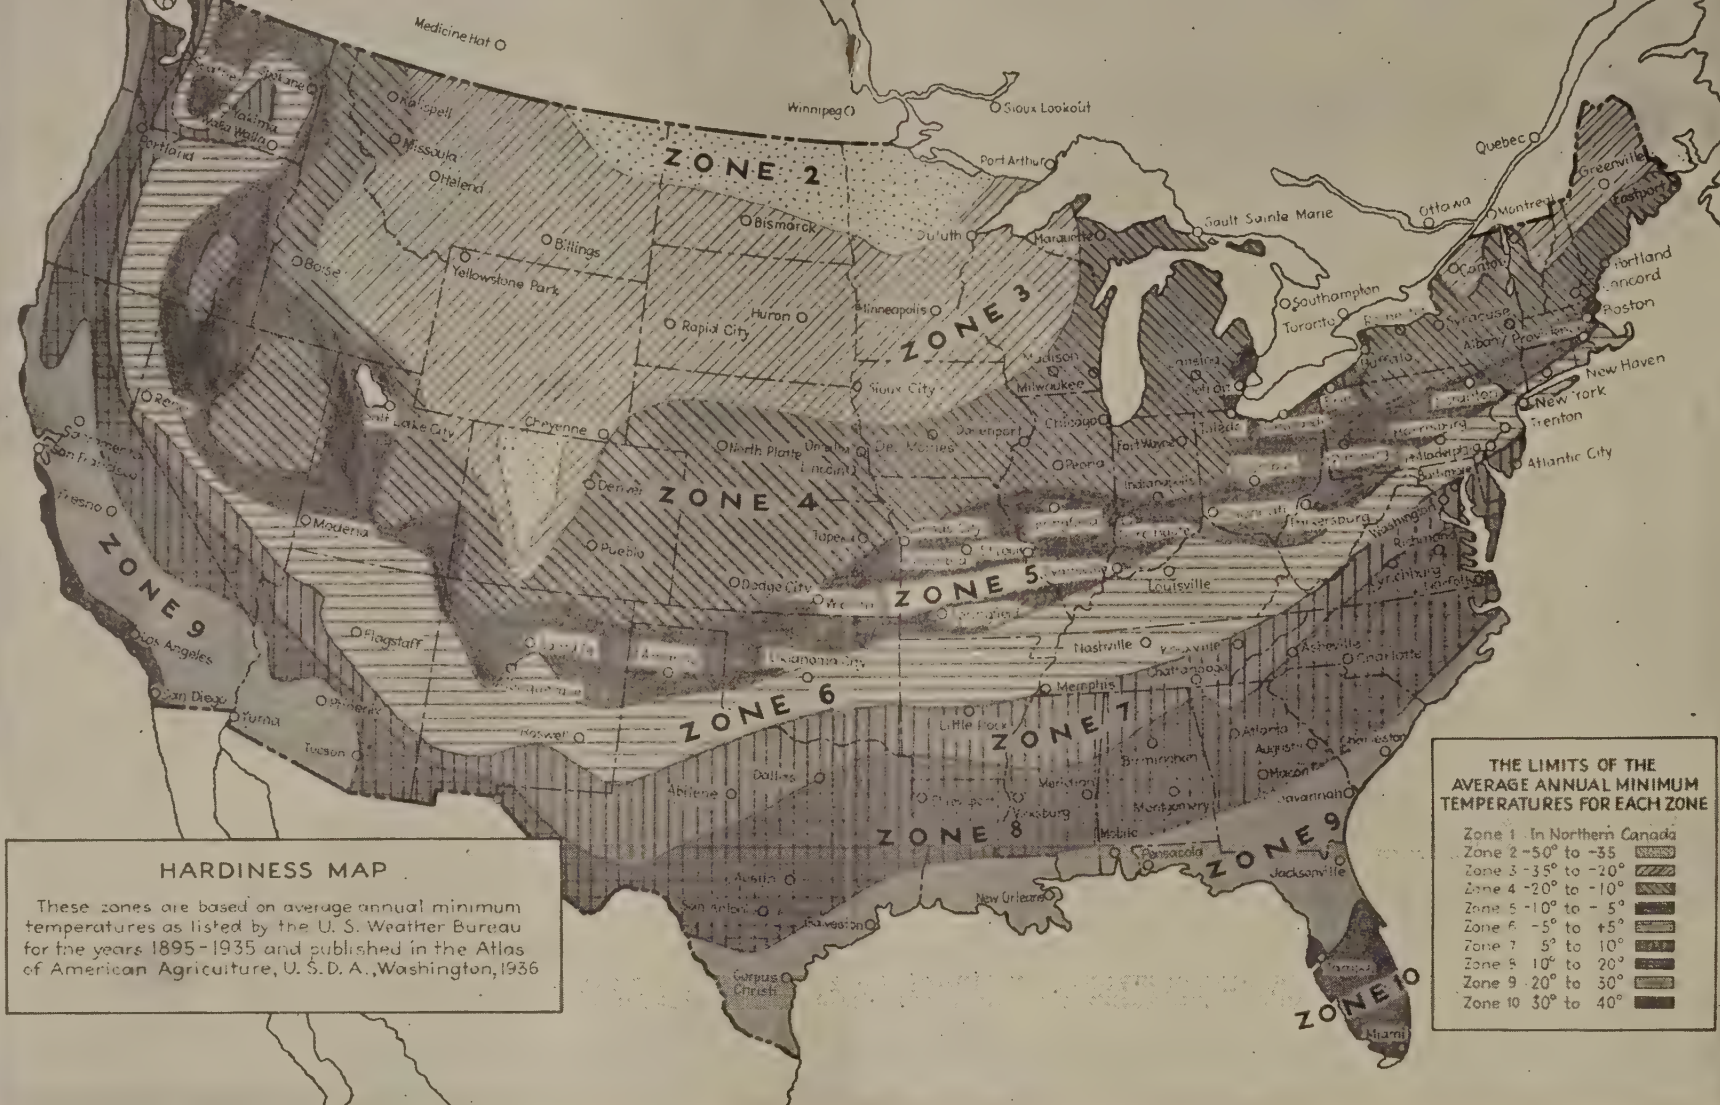 Medicine Hat
Winnipeg
Sioux Lookout
Port Arthur
Quebec
Ottawa
Montreal
Sault Sainte Marie
Greenville
Eastport
Spokane
Yakima
Walla Walla
Portland
Kalispell
Missoula
Helena
ZONE 2
Bismarck
Duluth
Marquette
Canton
Portland
Concord
Boston
Billings
Boise
Yellowstone Park
Southampton
Toronto
Syracuse
Huron
Minneapolis
ZONE 3
Rapid City
Madison
Milwaukee
Lansing
Buffalo
Albany
New Haven
Sioux City
New York
Trenton
Reno
Salt Lake City
Cheyenne
Davenport
Chicago
Toledo
Fort Wayne
Sacramento
San Francisco
North Platte
Omaha
Lincoln
Des Moines
Peoria
Atlantic City
Indianapolis
Baltimore
Denver
ZONE 4
Fresno
Modena
Pueblo
Topeka
Parkersburg
Washington
Richmond
ZONE 9
Dodge City
ZONE 5
Louisville
Lynchburg
Norfolk
Flagstaff
Los Angeles
Oklahoma City
Nashville
Knoxville
Asheville
Charlotte
Chattanooga
Memphis
San Diego
Yuma
Phoenix
Tucson
Roswell
ZONE 6
Little Rock
ZONE 7
Atlanta
Augusta
Charleston
Birmingham
Macon
Savannah
Dallas
Abilene
Meridian
Vicksburg
Montgomery
ZONE 8
Mobile
Pensacola
ZONE 9
Jacksonville
Austin
San Antonio
New Orleans
Galveston
Corpus
Christi
Tampa
ZONE 10
Miami
HARDINESS MAP
These zones are based on average annual minimum
temperatures as listed by the U. S. Weather Bureau
for the years 1895-1935 and published in the Atlas
of American Agriculture, U. S. D. A., Washington, 1936
THE LIMITS OF THE
AVERAGE ANNUAL MINIMUM
TEMPERATURES FOR EACH ZONE
Zone 1 In Northern Canada
Zone 2 -50° to -35
Zone 3 -35° to -20°
Zone 4 -20° to -10°
Zone 5 -10° to - 5°
Zone 6 -5° to +5°
Zone 7 5° to 10°
Zone 8 10° to 20°
Zone 9 20° to 30°
Zone 10 30° to 40°